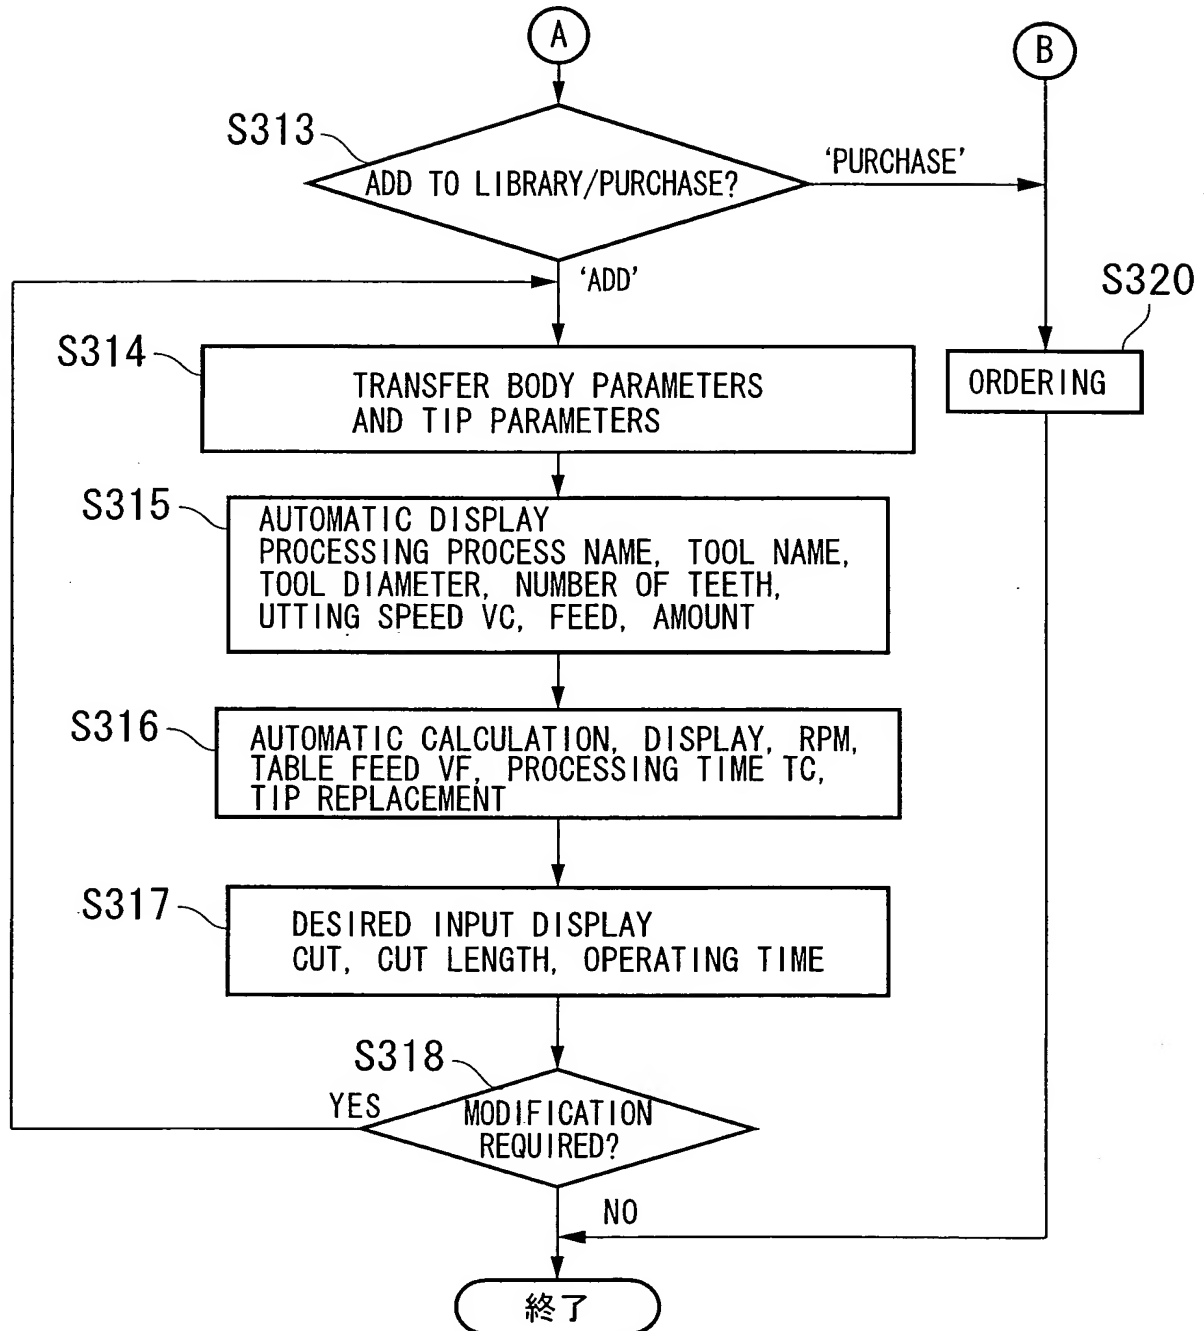 A
B
S313
ADD TO LIBRARY/PURCHASE?
'PURCHASE'
'ADD'
S320
S314
TRANSFER BODY PARAMETERS
AND TIP PARAMETERS
ORDERING
S315
AUTOMATIC DISPLAY
PROCESSING PROCESS NAME, TOOL NAME,
TOOL DIAMETER, NUMBER OF TEETH,
UTTING SPEED VC, FEED, AMOUNT
S316
AUTOMATIC CALCULATION, DISPLAY, RPM,
TABLE FEED VF, PROCESSING TIME TC,
TIP REPLACEMENT
S317
DESIRED INPUT DISPLAY
CUT, CUT LENGTH, OPERATING TIME
S318
YES
MODIFICATION
REQUIRED?
NO
終了